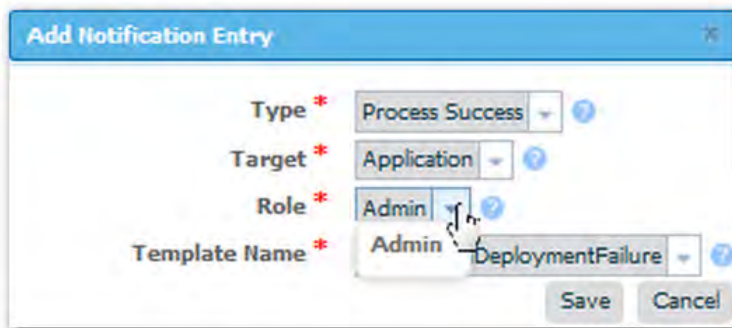 Add Notification Entry
Type * Process Success
Target * Application
Role * Admin
Admin
Template Name * DeploymentFailure
Save Cancel